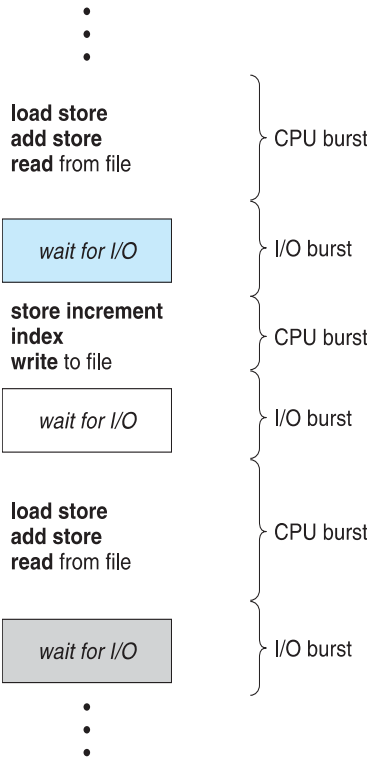 load store
add store
read from file
CPU burst
wait for I/O
I/O burst
store increment
index
write to file
CPU burst
wait for I/O
I/O burst
load store
add store
read from file
CPU burst
wait for I/O
I/O burst